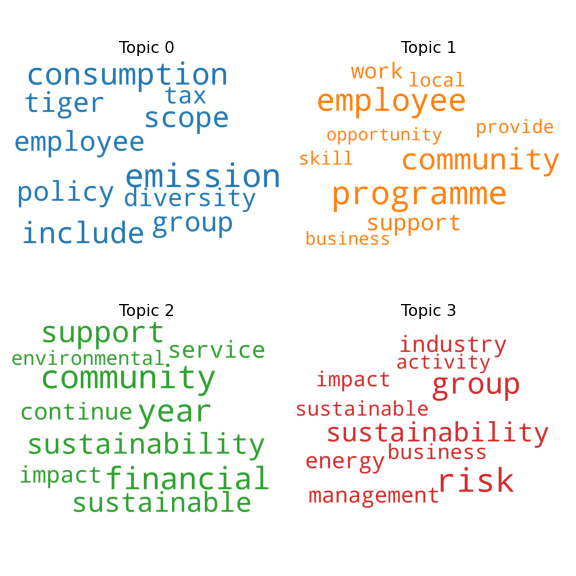 Topic 0
consumption
tiger tax
scope
employee
emission
policy diversity
include group
Topic 1
work local
employee
opportunity provide
skill community
programme
support
business
Topic 2
support
environmental service
community
continue year
sustainability
impact financial
sustainable
Topic 3
industry
activity
impact group
sustainable
sustainability
energy business
risk
management